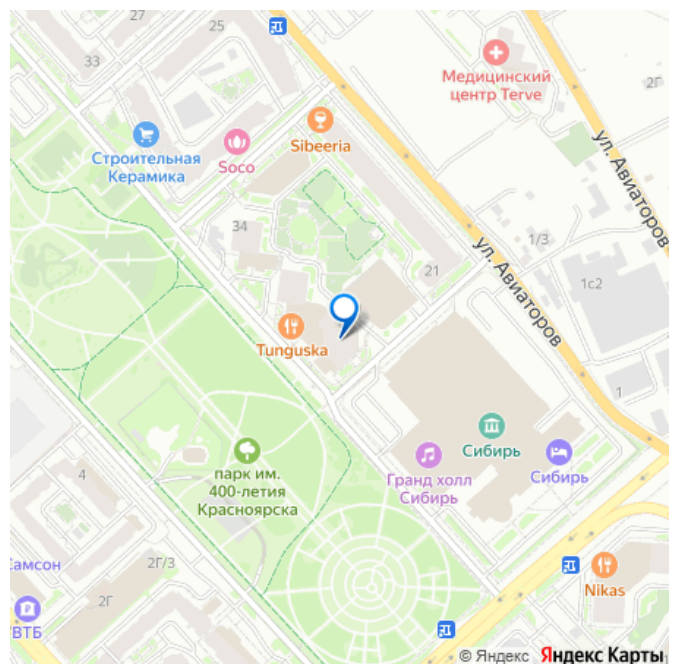 27
33
25
Медицинский
центр Terve
2Г
Sibeeria
Строительная
Керамика
Soco
ул. Авиаторов
34
1/3
21
ул. Авиаторов
1с2
Tunguska
1
Сибирь
Гранд холл
Сибирь
Сибирь
парк им.
400-летия
Красноярска
4
Самсон
2Г/3
2Г
ВТБ
Nikas
© Яндекс Яндекс Карты